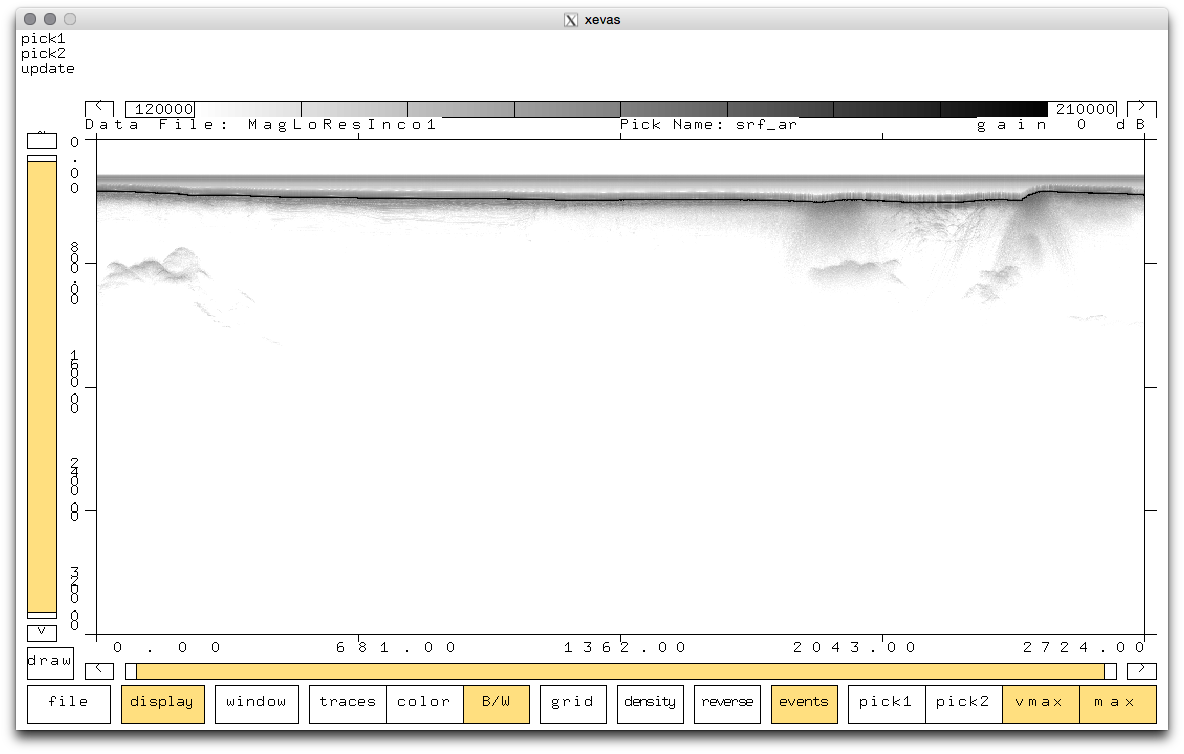 xevas
pick1
pick2
update
< 120000 210000 >
Data File: MagLoResInco1 Pick Name: srf_ar gain 0 dB
0.00
80.00
1600.00
2400.00
3200.00
0.00 681.00 1362.00 2043.00 2724.00
draw < >
file display window traces color B/W grid density reverse events pick1 pick2 vmax max